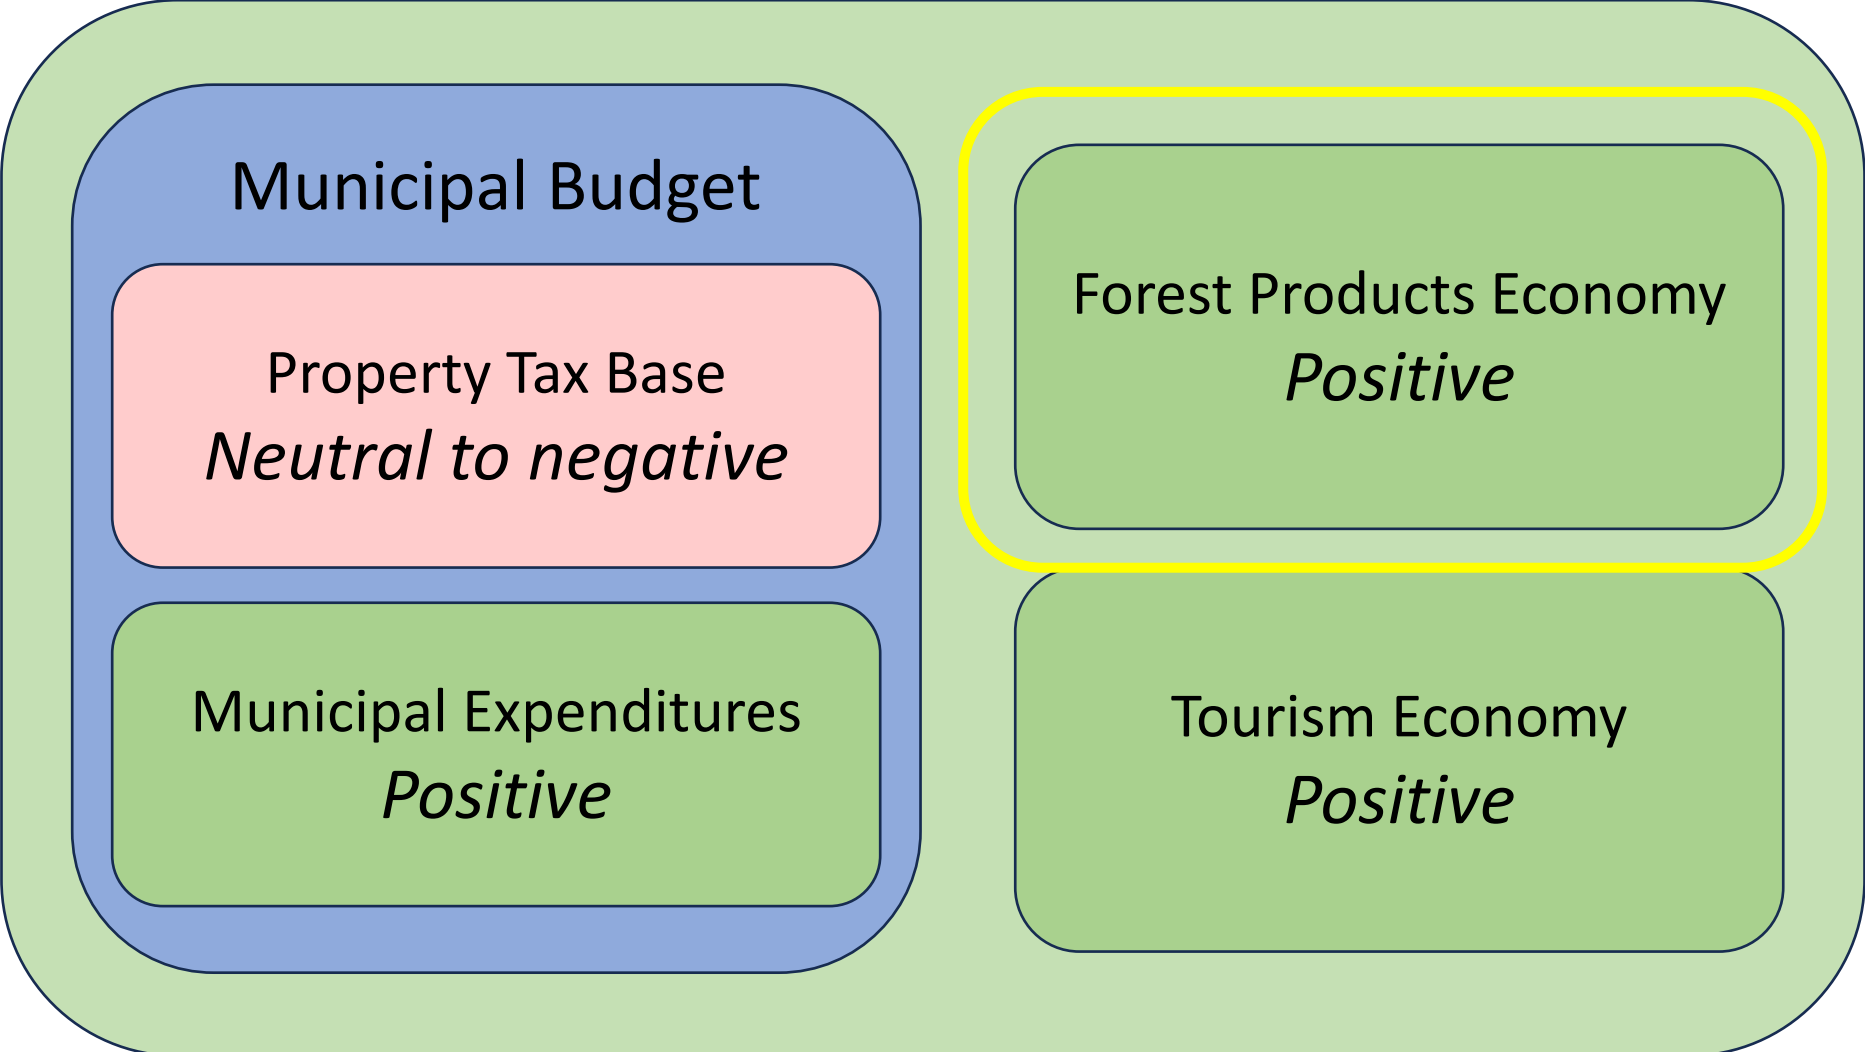 Municipal Budget
Property Tax Base
Neutral to negative
Municipal Expenditures
Positive
Forest Products Economy
Positive
Tourism Economy
Positive